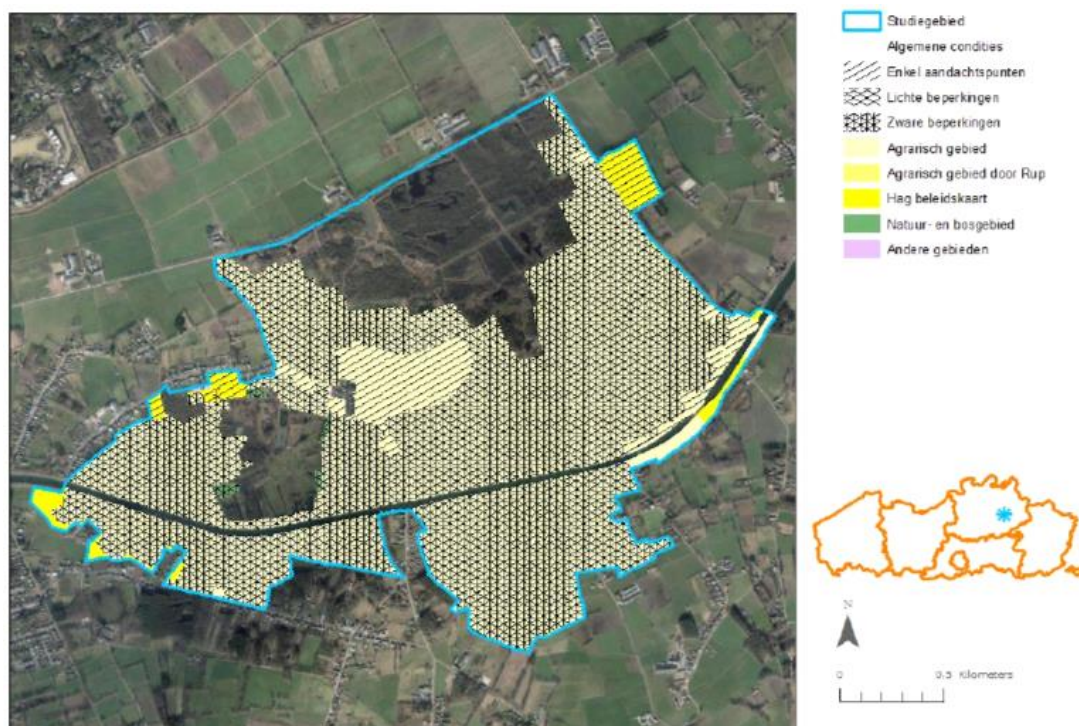 Studiegebied
Algemene condities
Enkel aandachtspunten
Lichte beperkingen
Zware beperkingen
Agrarisch gebied
Agrarisch gebied door Rup
Hag beleidskaart
Natuur- en bosgebied
Andere gebieden
N
0 0,5 Kilometers